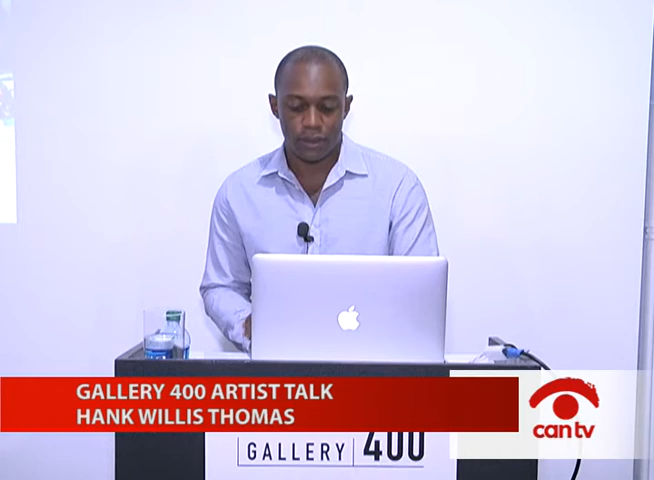 GALLERY 400 ARTIST TALK
HANK WILLIS THOMAS
can tv
GALLERY 400